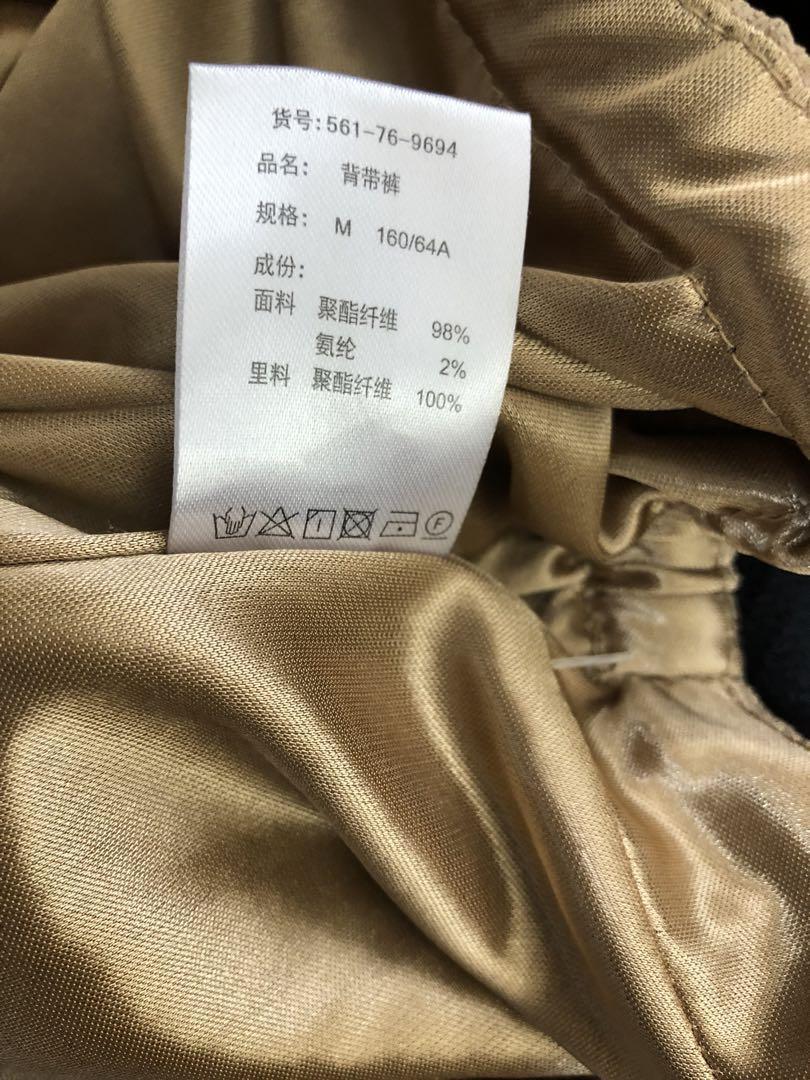 货号:561-76-9694
品名: 背带裤
规格: M 160/64A
成份:
面料 聚酯纤维 98%
氨纶 2%
里料 聚酯纤维 100%
F